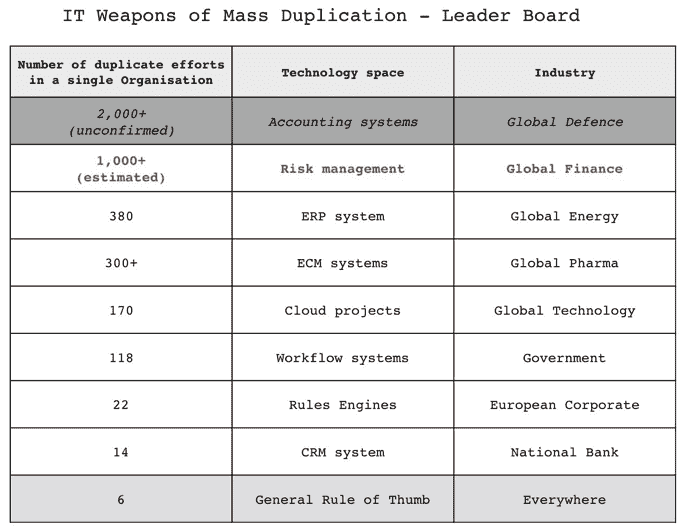 IT Weapons of Mass Duplication – Leader Board
Number of duplicate efforts
in a single Organisation
Technology space
Industry
2,000+
(unconfirmed)
Accounting systems
Global Defence
1,000+
(estimated)
Risk management
Global Finance
380
ERP system
Global Energy
300+
ECM systems
Global Pharma
170
Cloud projects
Global Technology
118
Workflow systems
Government
22
Rules Engines
European Corporate
14
CRM system
National Bank
6
General Rule of Thumb
Everywhere